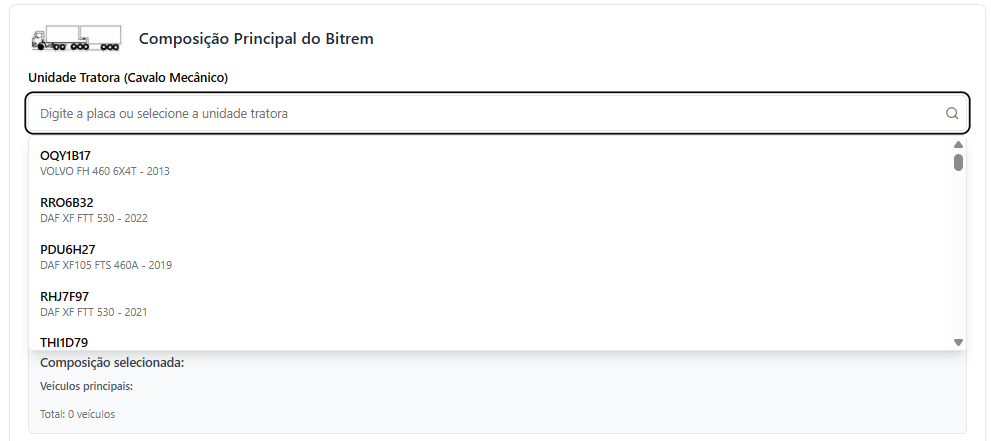 Composição Principal do Bitrem
Unidade Tratora (Cavalo Mecânico)
Digite a placa ou selecione a unidade tratora
OQY1B17
VOLVO FH 460 6X4T - 2013
RRO6B32
DAF XF FTT 530 - 2022
PDU6H27
DAF XF105 FTS 460A - 2019
RHJ7F97
DAF XF FTT 530 - 2021
THI1D79
Composição selecionada:
Veículos principais:
Total: 0 veículos